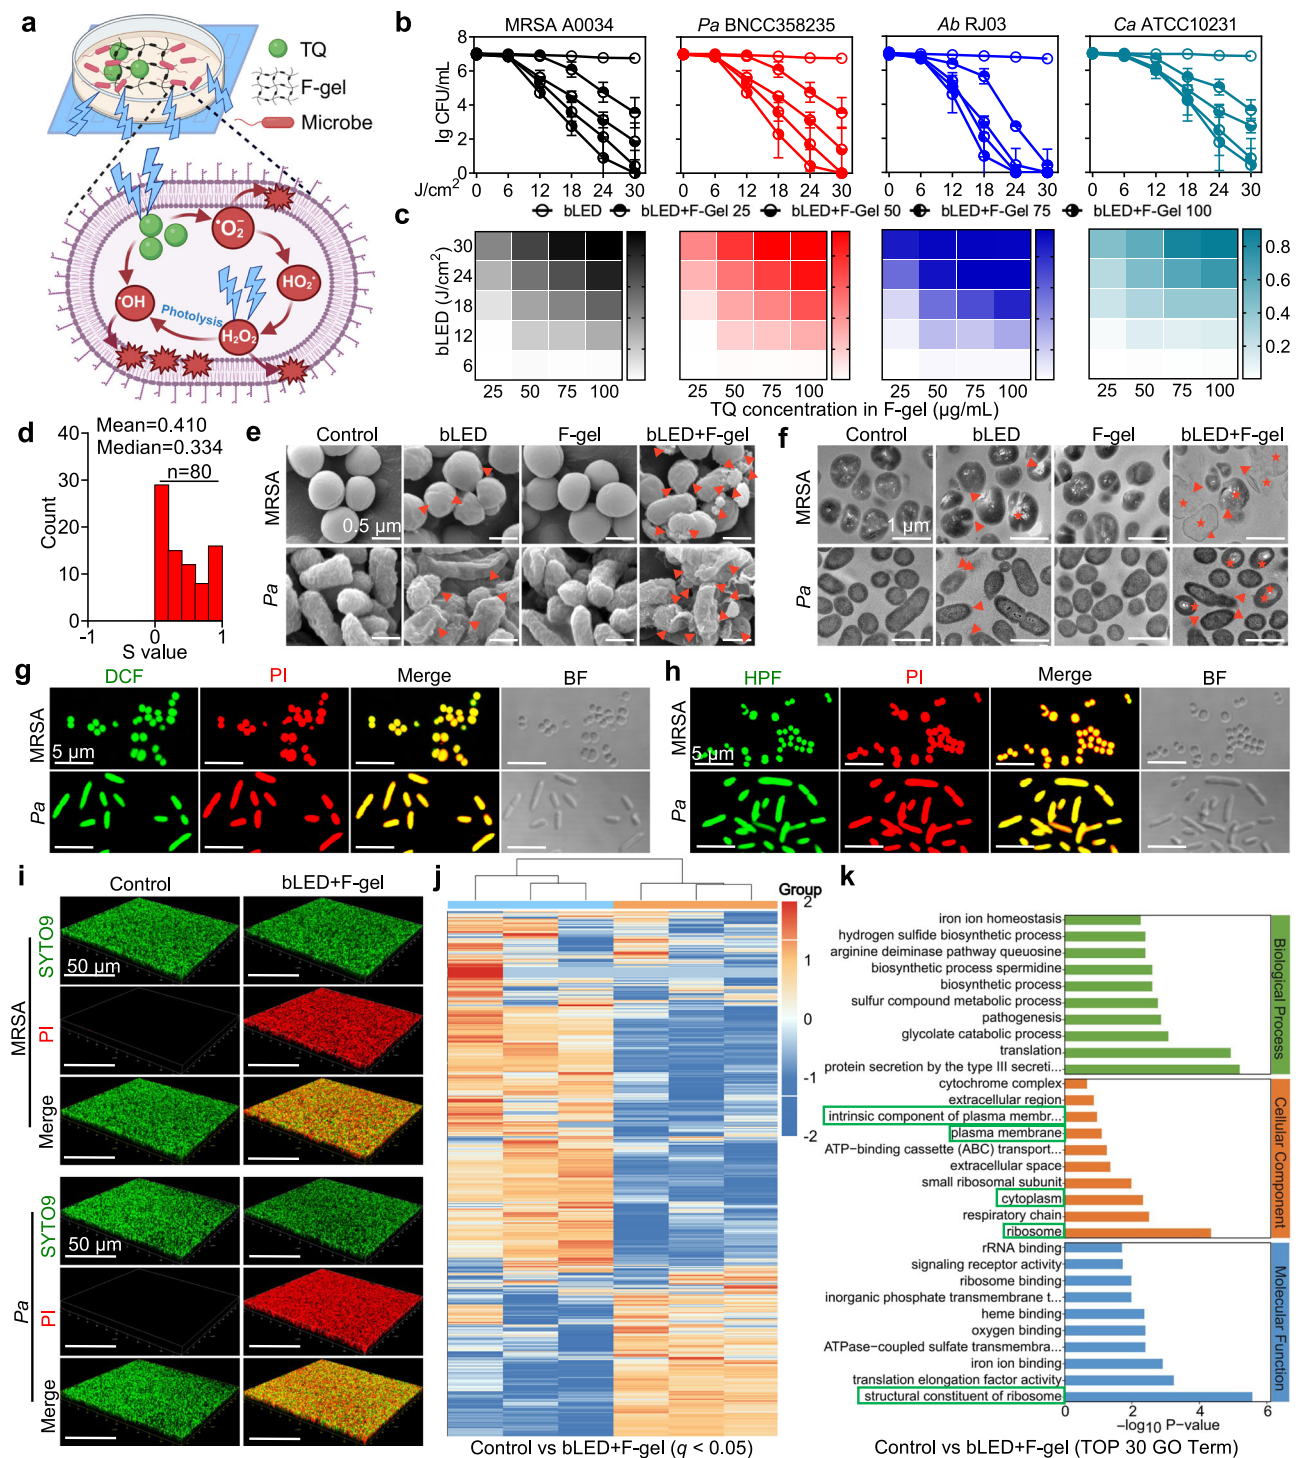 a
TQ
F-gel
Microbe
•O₂⁻
HO₂•
•OH
Photolysis
H₂O₂
b
MRSA A0034
Pa BNCC358235
Ab RJ03
Ca ATCC10231
lg CFU/mL
8
6
4
2
0
J/cm²
0 6 12 18 24 30
0 6 12 18 24 30
0 6 12 18 24 30
0 6 12 18 24 30
bLED
bLED+F-Gel 25
bLED+F-Gel 50
bLED+F-Gel 75
bLED+F-Gel 100
c
bLED (J/cm²)
30
24
18
12
6
25 50 75 100
25 50 75 100
25 50 75 100
25 50 75 100
0.8
0.6
0.4
0.2
TQ concentration in F-gel (µg/mL)
d
Mean=0.410
Median=0.334
n=80
Count
40
30
20
10
0
-1 0 1
S value
e
Control bLED F-gel bLED+F-gel
MRSA
0.5 µm
Pa
f
Control bLED F-gel bLED+F-gel
MRSA
1 µm
Pa
g
DCF PI Merge BF
MRSA
5 µm
Pa
h
HPF PI Merge BF
MRSA
5 µm
Pa
i
Control bLED+F-gel
MRSA
SYTO9
50 µm
PI
Merge
Pa
SYTO9
50 µm
PI
Merge
j
Group
2
1
0
-1
-2
Control vs bLED+F-gel (q < 0.05)
k
iron ion homeostasis
hydrogen sulfide biosynthetic process
arginine deiminase pathway queuosine
biosynthetic process spermidine
biosynthetic process
sulfur compound metabolic process
pathogenesis
glycolate catabolic process
translation
protein secretion by the type III secreti...
Biological Process
cytochrome complex
extracellular region
intrinsic component of plasma membr...
plasma membrane
ATP−binding cassette (ABC) transport...
extracellular space
small ribosomal subunit
cytoplasm
respiratory chain
ribosome
Cellular Component
rRNA binding
signaling receptor activity
ribosome binding
inorganic phosphate transmembrane t...
heme binding
oxygen binding
ATPase−coupled sulfate transmembra...
iron ion binding
translation elongation factor activity
structural constituent of ribosome
Molecular Function
0 2 4 6
−log10 P-value
Control vs bLED+F-gel (TOP 30 GO Term)